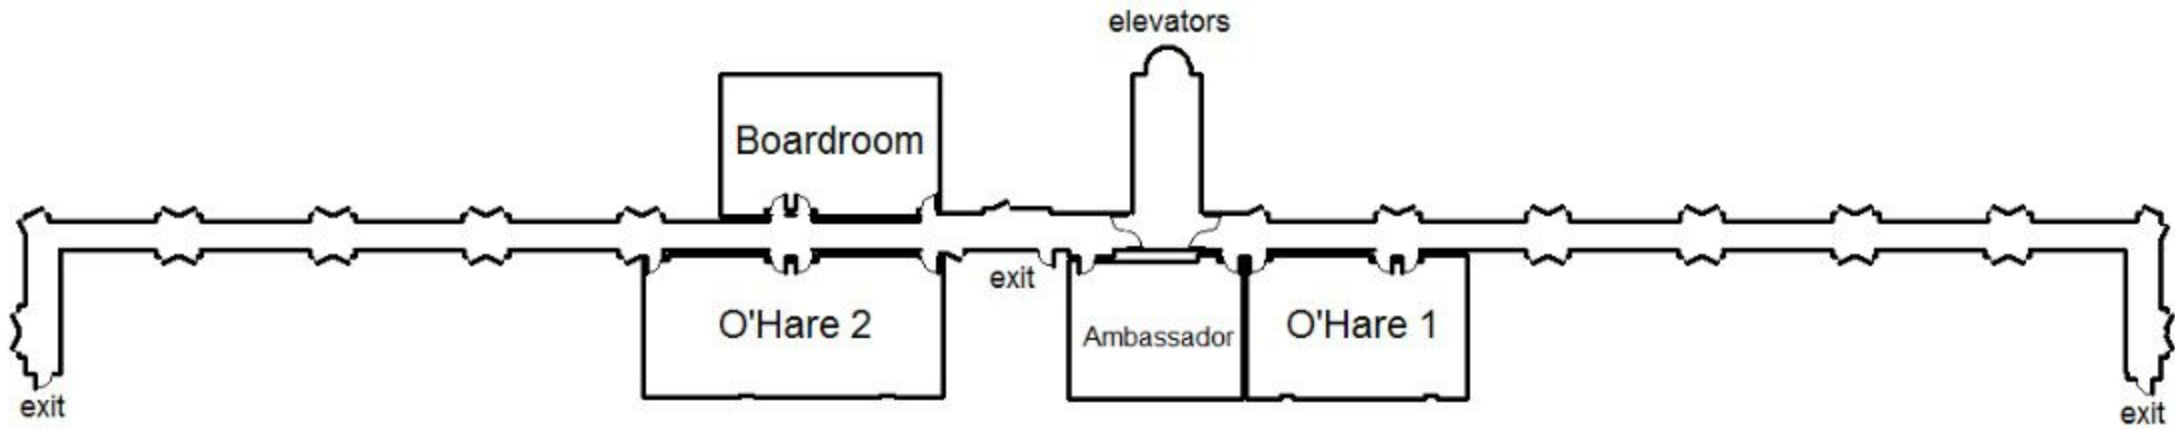 elevators
Boardroom
exit
O'Hare 2
Ambassador
O'Hare 1
exit
exit